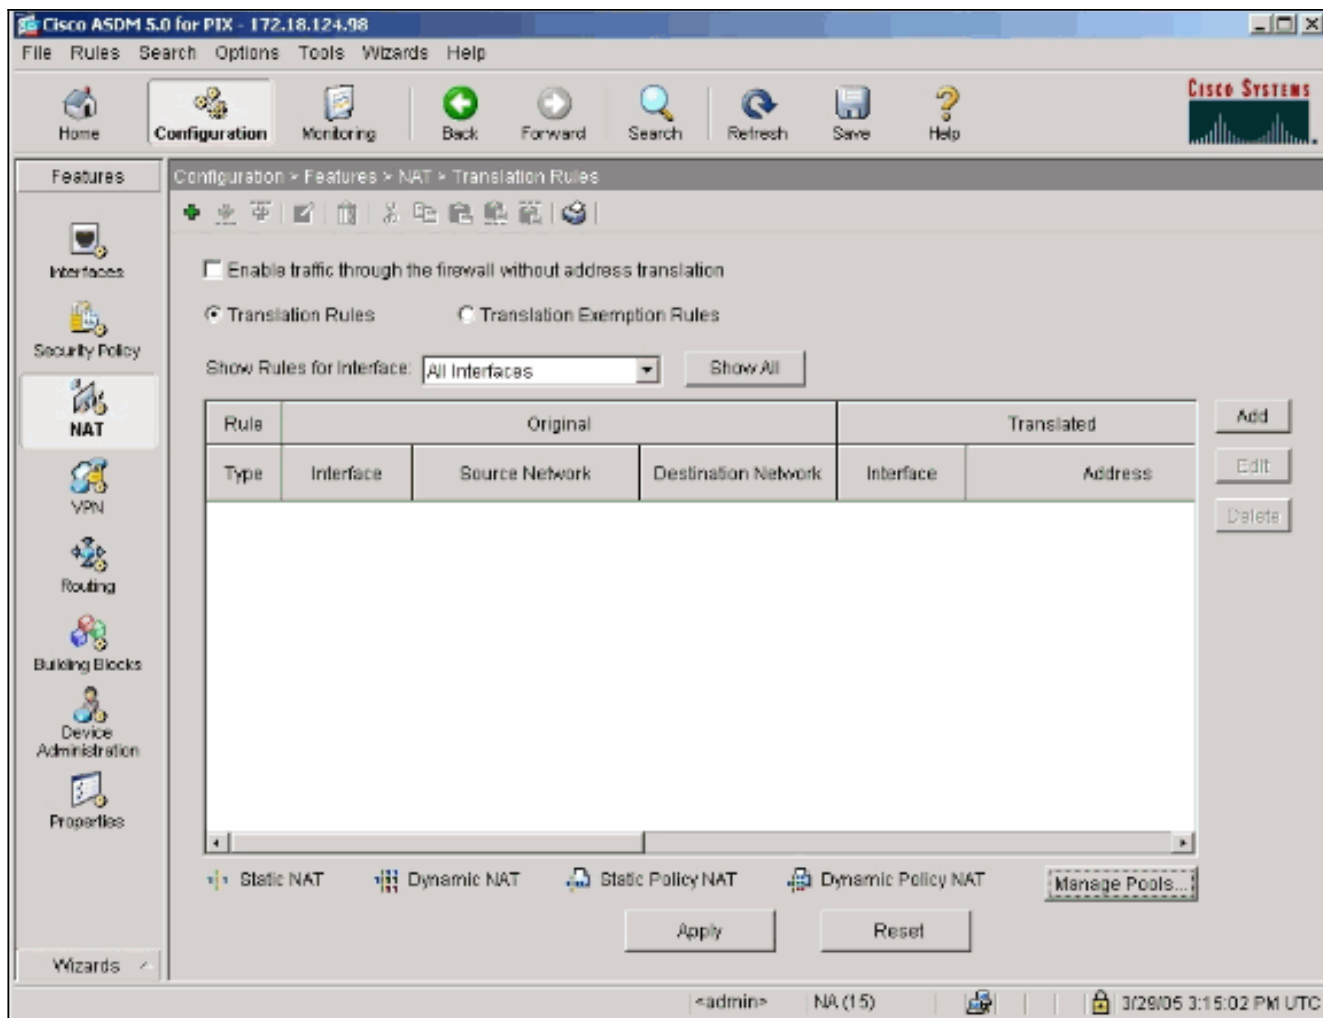 Cisco ASDM 5.0 for PIX - 172.18.124.98
File Rules Search Options Tools Wizards Help
Home Configuration Monitoring Back Forward Search Refresh Save Help
CISCO SYSTEMS
Features
Configuration > Features > NAT > Translation Rules
Interfaces
Security Policy
NAT
VPN
Routing
Building Blocks
Device
Administration
Properties
Wizards
Enable traffic through the firewall without address translation
Translation Rules Translation Exemption Rules
Show Rules for Interface: All Interfaces Show All
Rule Original Translated
Type Interface Source Network Destination Network Interface Address
Add
Edit
Delete
Static NAT Dynamic NAT Static Policy NAT Dynamic Policy NAT Manage Pools...
Apply Reset
<admin> NA (15) 3/29/05 3:15:02 PM UTC